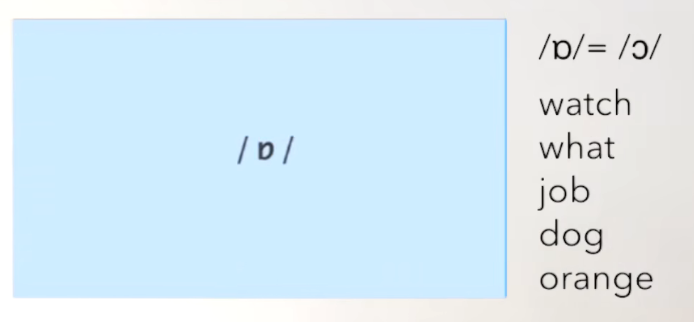 /ɒ/
/ɒ/= /ɔ/
watch
what
job
dog
orange